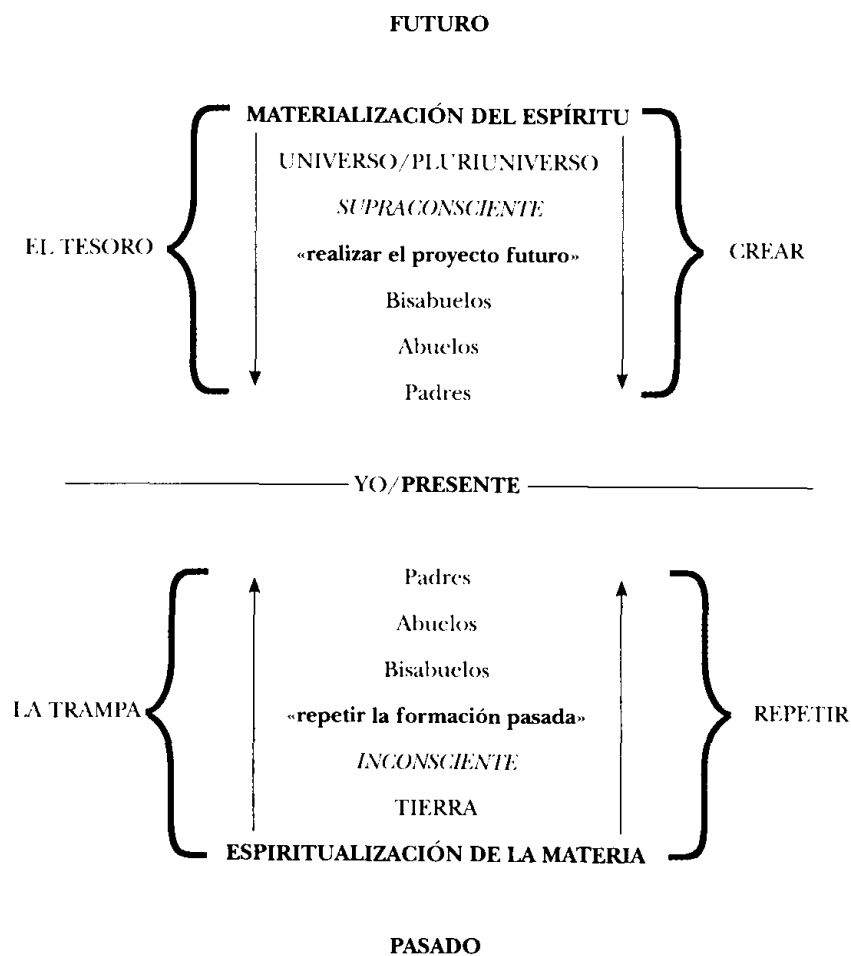 FUTURO
MATERIALIZACIÓN DEL ESPÍRITU
UNIVERSO/PLURIUNIVERSO
SUPRACONSCIENTE
EL TESORO «realizar el proyecto futuro» CREAR
Bisabuelos
Abuelos
Padres
YO/PRESENTE
Padres
Abuelos
Bisabuelos
LA TRAMPA «repetir la formación pasada» REPETIR
INCONSCIENTE
TIERRA
ESPIRITUALIZACIÓN DE LA MATERIA
PASADO